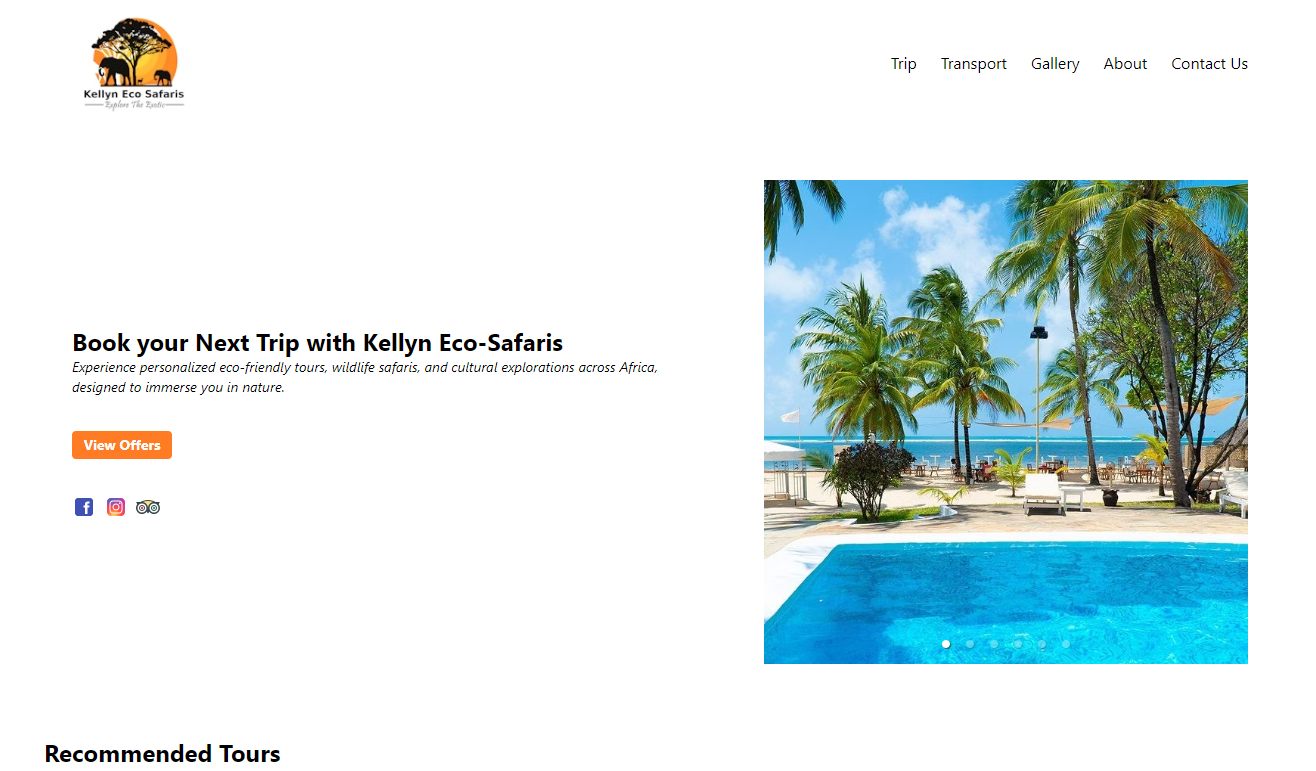 Kellyn Eco Safaris
Explore The Exotic
Trip Transport Gallery About Contact Us
Book your Next Trip with Kellyn Eco-Safaris
Experience personalized eco-friendly tours, wildlife safaris, and cultural explorations across Africa,
designed to immerse you in nature.
View Offers
Recommended Tours